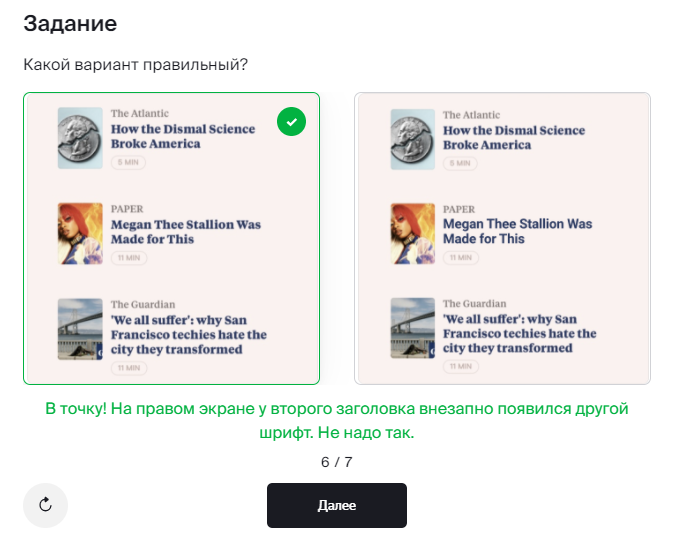 Задание
Какой вариант правильный?
The Atlantic
How the Dismal Science
Broke America
5 MIN
PAPER
Megan Thee Stallion Was
Made for This
11 MIN
The Guardian
'We all suffer': why San
Francisco techies hate the
city they transformed
11 MIN
The Atlantic
How the Dismal Science
Broke America
5 MIN
PAPER
Megan Thee Stallion Was
Made for This
11 MIN
The Guardian
'We all suffer': why San
Francisco techies hate the
city they transformed
11 MIN
В точку! На правом экране у второго заголовка внезапно появился другой
шрифт. Не надо так.
6 / 7
Далее